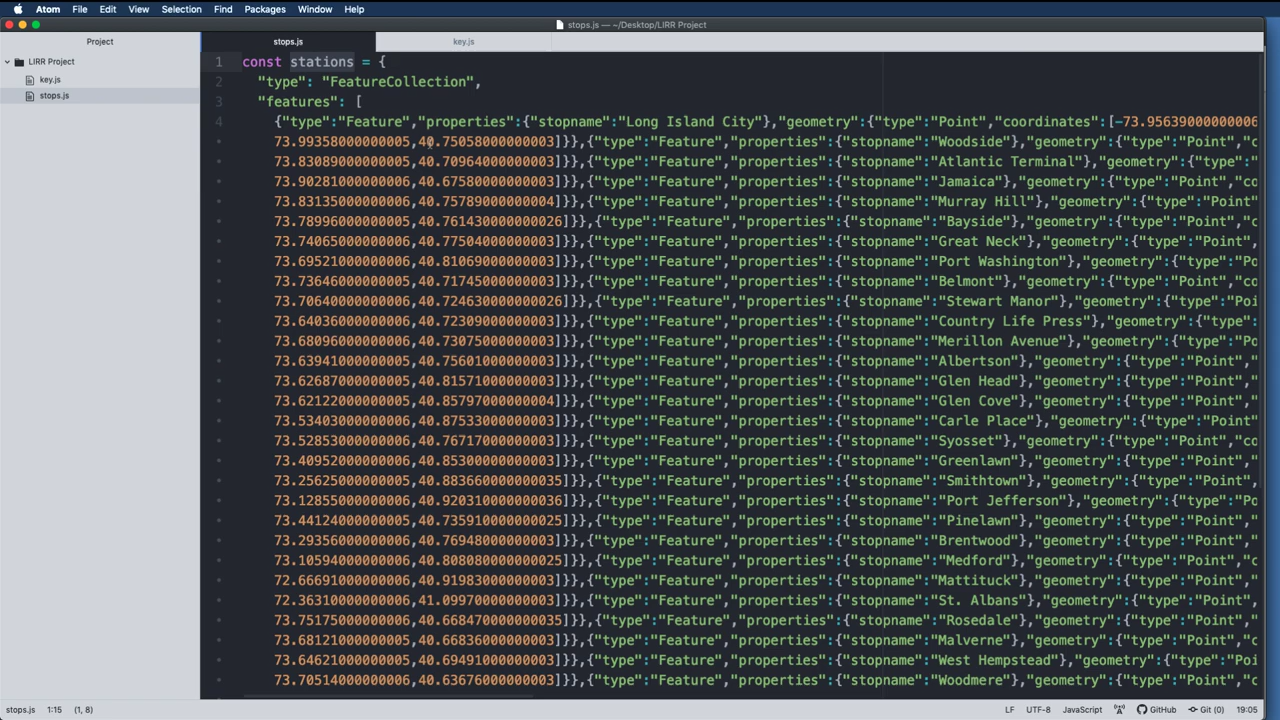 Atom File Edit View Selection Find Packages Window Help
stops.js — ~/Desktop/LIRR Project
Project
stops.js
key.js
LIRR Project
key.js
stops.js
1 const stations = {
2 "type": "FeatureCollection",
3 "features": [
4 {"type":"Feature","properties":{"stopname":"Long Island City"},"geometry":{"type":"Point","coordinates":[-73.95639000000006
73.99358000000005,40.75058000000003]}},{"type":"Feature","properties":{"stopname":"Woodside"},"geometry":{"type":"Point","c
73.83089000000005,40.70964000000003]}},{"type":"Feature","properties":{"stopname":"Atlantic Terminal"},"geometry":{"type":"
73.90281000000006,40.67580000000003]}},{"type":"Feature","properties":{"stopname":"Jamaica"},"geometry":{"type":"Point","co
73.83135000000006,40.75789000000004]}},{"type":"Feature","properties":{"stopname":"Murray Hill"},"geometry":{"type":"Point"
73.78996000000006,40.761430000000026]}},{"type":"Feature","properties":{"stopname":"Bayside"},"geometry":{"type":"Point","c
73.74065000000006,40.77504000000003]}},{"type":"Feature","properties":{"stopname":"Great Neck"},"geometry":{"type":"Point",
73.69521000000006,40.81069000000003]}},{"type":"Feature","properties":{"stopname":"Port Washington"},"geometry":{"type":"Po
73.73646000000006,40.71745000000003]}},{"type":"Feature","properties":{"stopname":"Belmont"},"geometry":{"type":"Point","co
73.70640000000006,40.724630000000026]}},{"type":"Feature","properties":{"stopname":"Stewart Manor"},"geometry":{"type":"Poi
73.64036000000006,40.72309000000003]}},{"type":"Feature","properties":{"stopname":"Country Life Press"},"geometry":{"type":
73.68096000000006,40.73075000000003]}},{"type":"Feature","properties":{"stopname":"Merillon Avenue"},"geometry":{"type":"Po
73.63941000000005,40.75601000000003]}},{"type":"Feature","properties":{"stopname":"Albertson"},"geometry":{"type":"Point","
73.62687000000005,40.81571000000003]}},{"type":"Feature","properties":{"stopname":"Glen Head"},"geometry":{"type":"Point","
73.62122000000006,40.85797000000004]}},{"type":"Feature","properties":{"stopname":"Glen Cove"},"geometry":{"type":"Point","
73.53403000000006,40.87533000000003]}},{"type":"Feature","properties":{"stopname":"Carle Place"},"geometry":{"type":"Point"
73.52853000000006,40.76717000000003]}},{"type":"Feature","properties":{"stopname":"Syosset"},"geometry":{"type":"Point","co
73.40952000000006,40.85300000000003]}},{"type":"Feature","properties":{"stopname":"Greenlawn"},"geometry":{"type":"Point","
73.25625000000006,40.883660000000035]}},{"type":"Feature","properties":{"stopname":"Smithtown"},"geometry":{"type":"Point",
73.12855000000006,40.920310000000036]}},{"type":"Feature","properties":{"stopname":"Port Jefferson"},"geometry":{"type":"Po
73.44124000000005,40.735910000000025]}},{"type":"Feature","properties":{"stopname":"Pinelawn"},"geometry":{"type":"Point","
73.29356000000006,40.76948000000003]}},{"type":"Feature","properties":{"stopname":"Brentwood"},"geometry":{"type":"Point","
73.10594000000003,40.808080000000025]}},{"type":"Feature","properties":{"stopname":"Medford"},"geometry":{"type":"Point","c
72.66691000000006,40.91983000000003]}},{"type":"Feature","properties":{"stopname":"Mattituck"},"geometry":{"type":"Point","
72.36310000000006,41.09970000000003]}},{"type":"Feature","properties":{"stopname":"St. Albans"},"geometry":{"type":"Point",
73.75175000000006,40.668470000000035]}},{"type":"Feature","properties":{"stopname":"Rosedale"},"geometry":{"type":"Point","
73.68121000000006,40.66836000000003]}},{"type":"Feature","properties":{"stopname":"Malverne"},"geometry":{"type":"Point","c
73.64621000000006,40.69491000000003]}},{"type":"Feature","properties":{"stopname":"West Hempstead"},"geometry":{"type":"Poi
73.70514000000006,40.63676000000003]}},{"type":"Feature","properties":{"stopname":"Woodmere"},"geometry":{"type":"Point","c
stops.js 1:15 (1, 8) LF UTF-8 JavaScript GitHub Git (0) 19:05